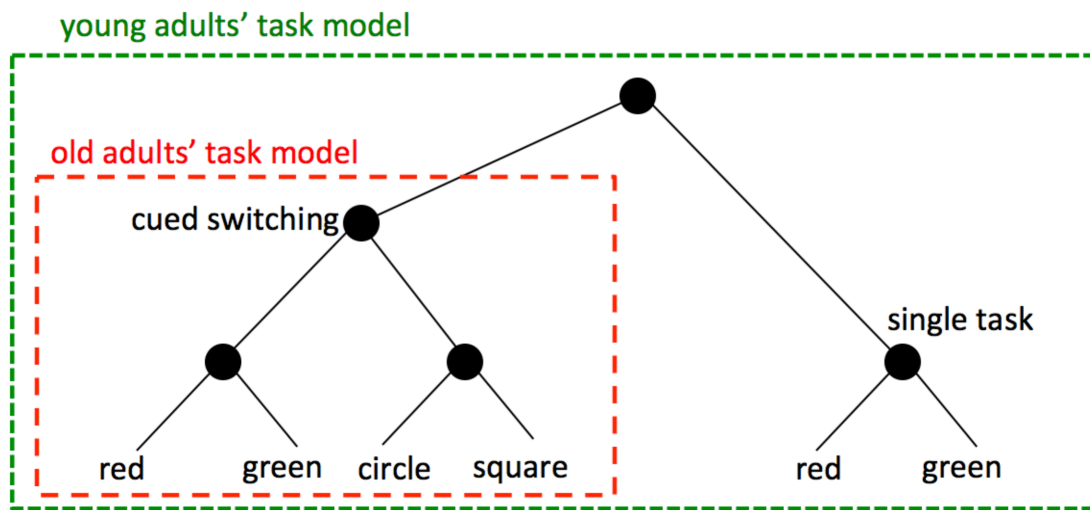 young adults’ task model
old adults’ task model
cued switching
single task
red
green
circle
square
red
green